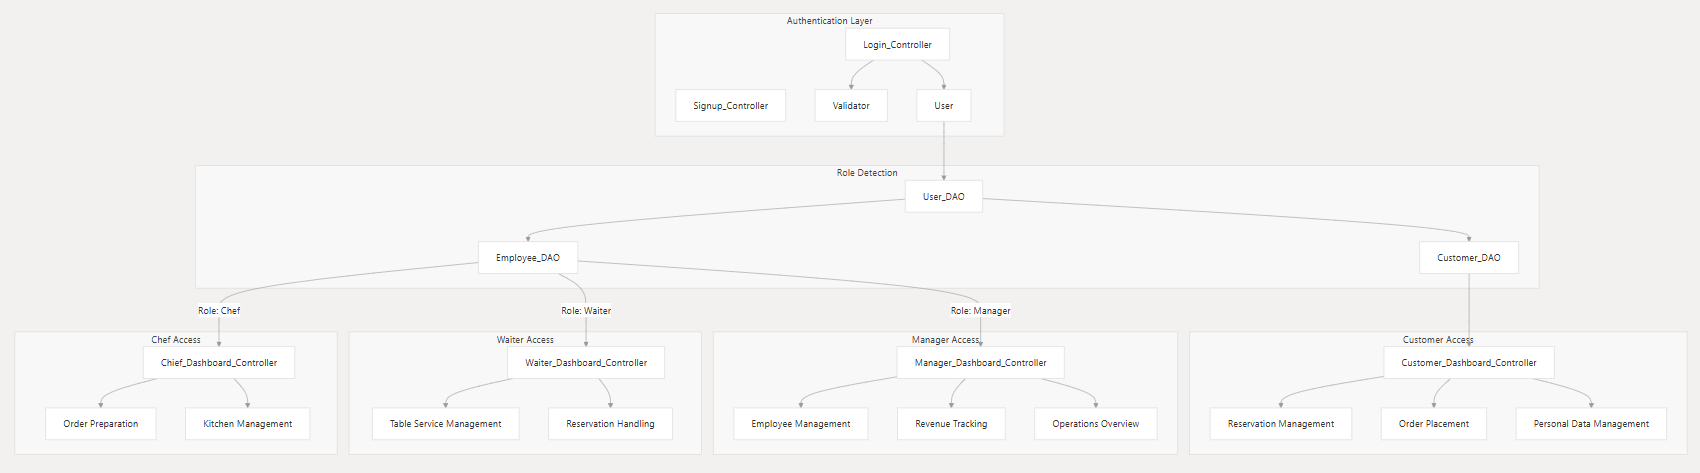 Authentication Layer
Login_Controller
Signup_Controller
Validator
User
Role Detection
User_DAO
Employee_DAO
Customer_DAO
Role: Chef
Role: Waiter
Role: Manager
Chef Access
Waiter Access
Manager Access
Customer Access
Chief_Dashboard_Controller
Waiter_Dashboard_Controller
Manager_Dashboard_Controller
Customer_Dashboard_Controller
Order Preparation
Kitchen Management
Table Service Management
Reservation Handling
Employee Management
Revenue Tracking
Operations Overview
Reservation Management
Order Placement
Personal Data Management